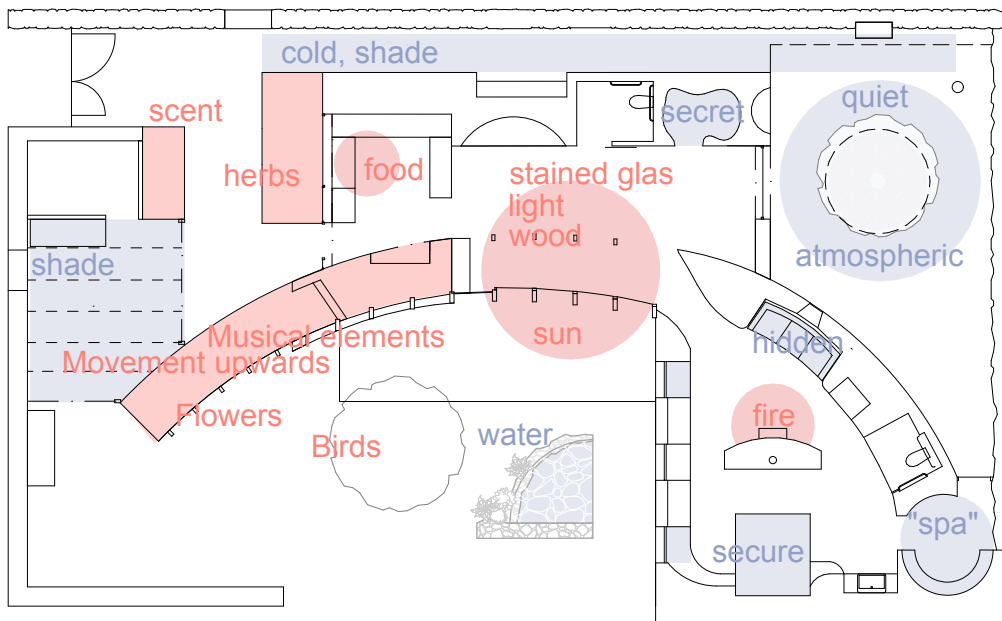 cold, shade
scent
secret
quiet
herbs
food
stained glas
light
wood
shade
atmospheric
Musical elements
sun
hidden
Movement upwards
Flowers
fire
Birds
water
"spa"
secure